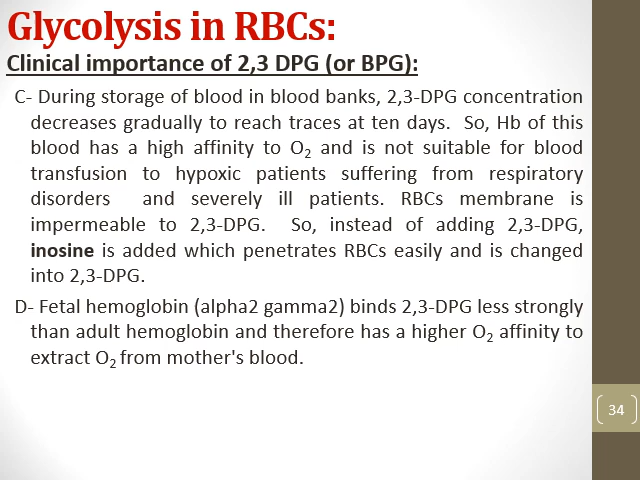 Glycolysis in RBCs:
Clinical importance of 2,3 DPG (or BPG):
C- During storage of blood in blood banks, 2,3-DPG concentration
decreases gradually to reach traces at ten days. So, Hb of this
blood has a high affinity to O₂ and is not suitable for blood
transfusion to hypoxic patients suffering from respiratory
disorders and severely ill patients. RBCs membrane is
impermeable to 2,3-DPG. So, instead of adding 2,3-DPG,
inosine is added which penetrates RBCs easily and is changed
into 2,3-DPG.
D- Fetal hemoglobin (alpha2 gamma2) binds 2,3-DPG less strongly
than adult hemoglobin and therefore has a higher O₂ affinity to
extract O₂ from mother's blood.
34